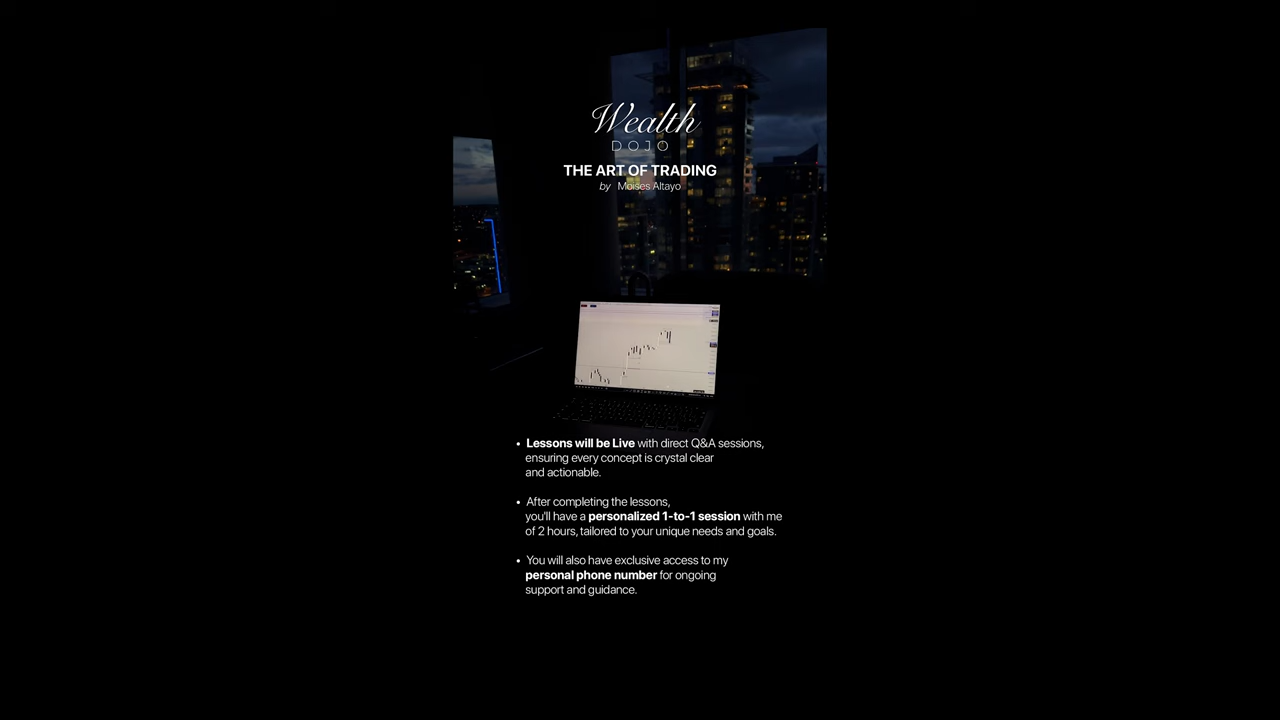 Wealth
DOJO
THE ART OF TRADING
by Moises Altayo
• Lessons will be Live with direct Q&A sessions,
ensuring every concept is crystal clear
and actionable.
• After completing the lessons,
you'll have a personalized 1-to-1 session with me
of 2 hours, tailored to your unique needs and goals.
• You will also have exclusive access to my
personal phone number for ongoing
support and guidance.